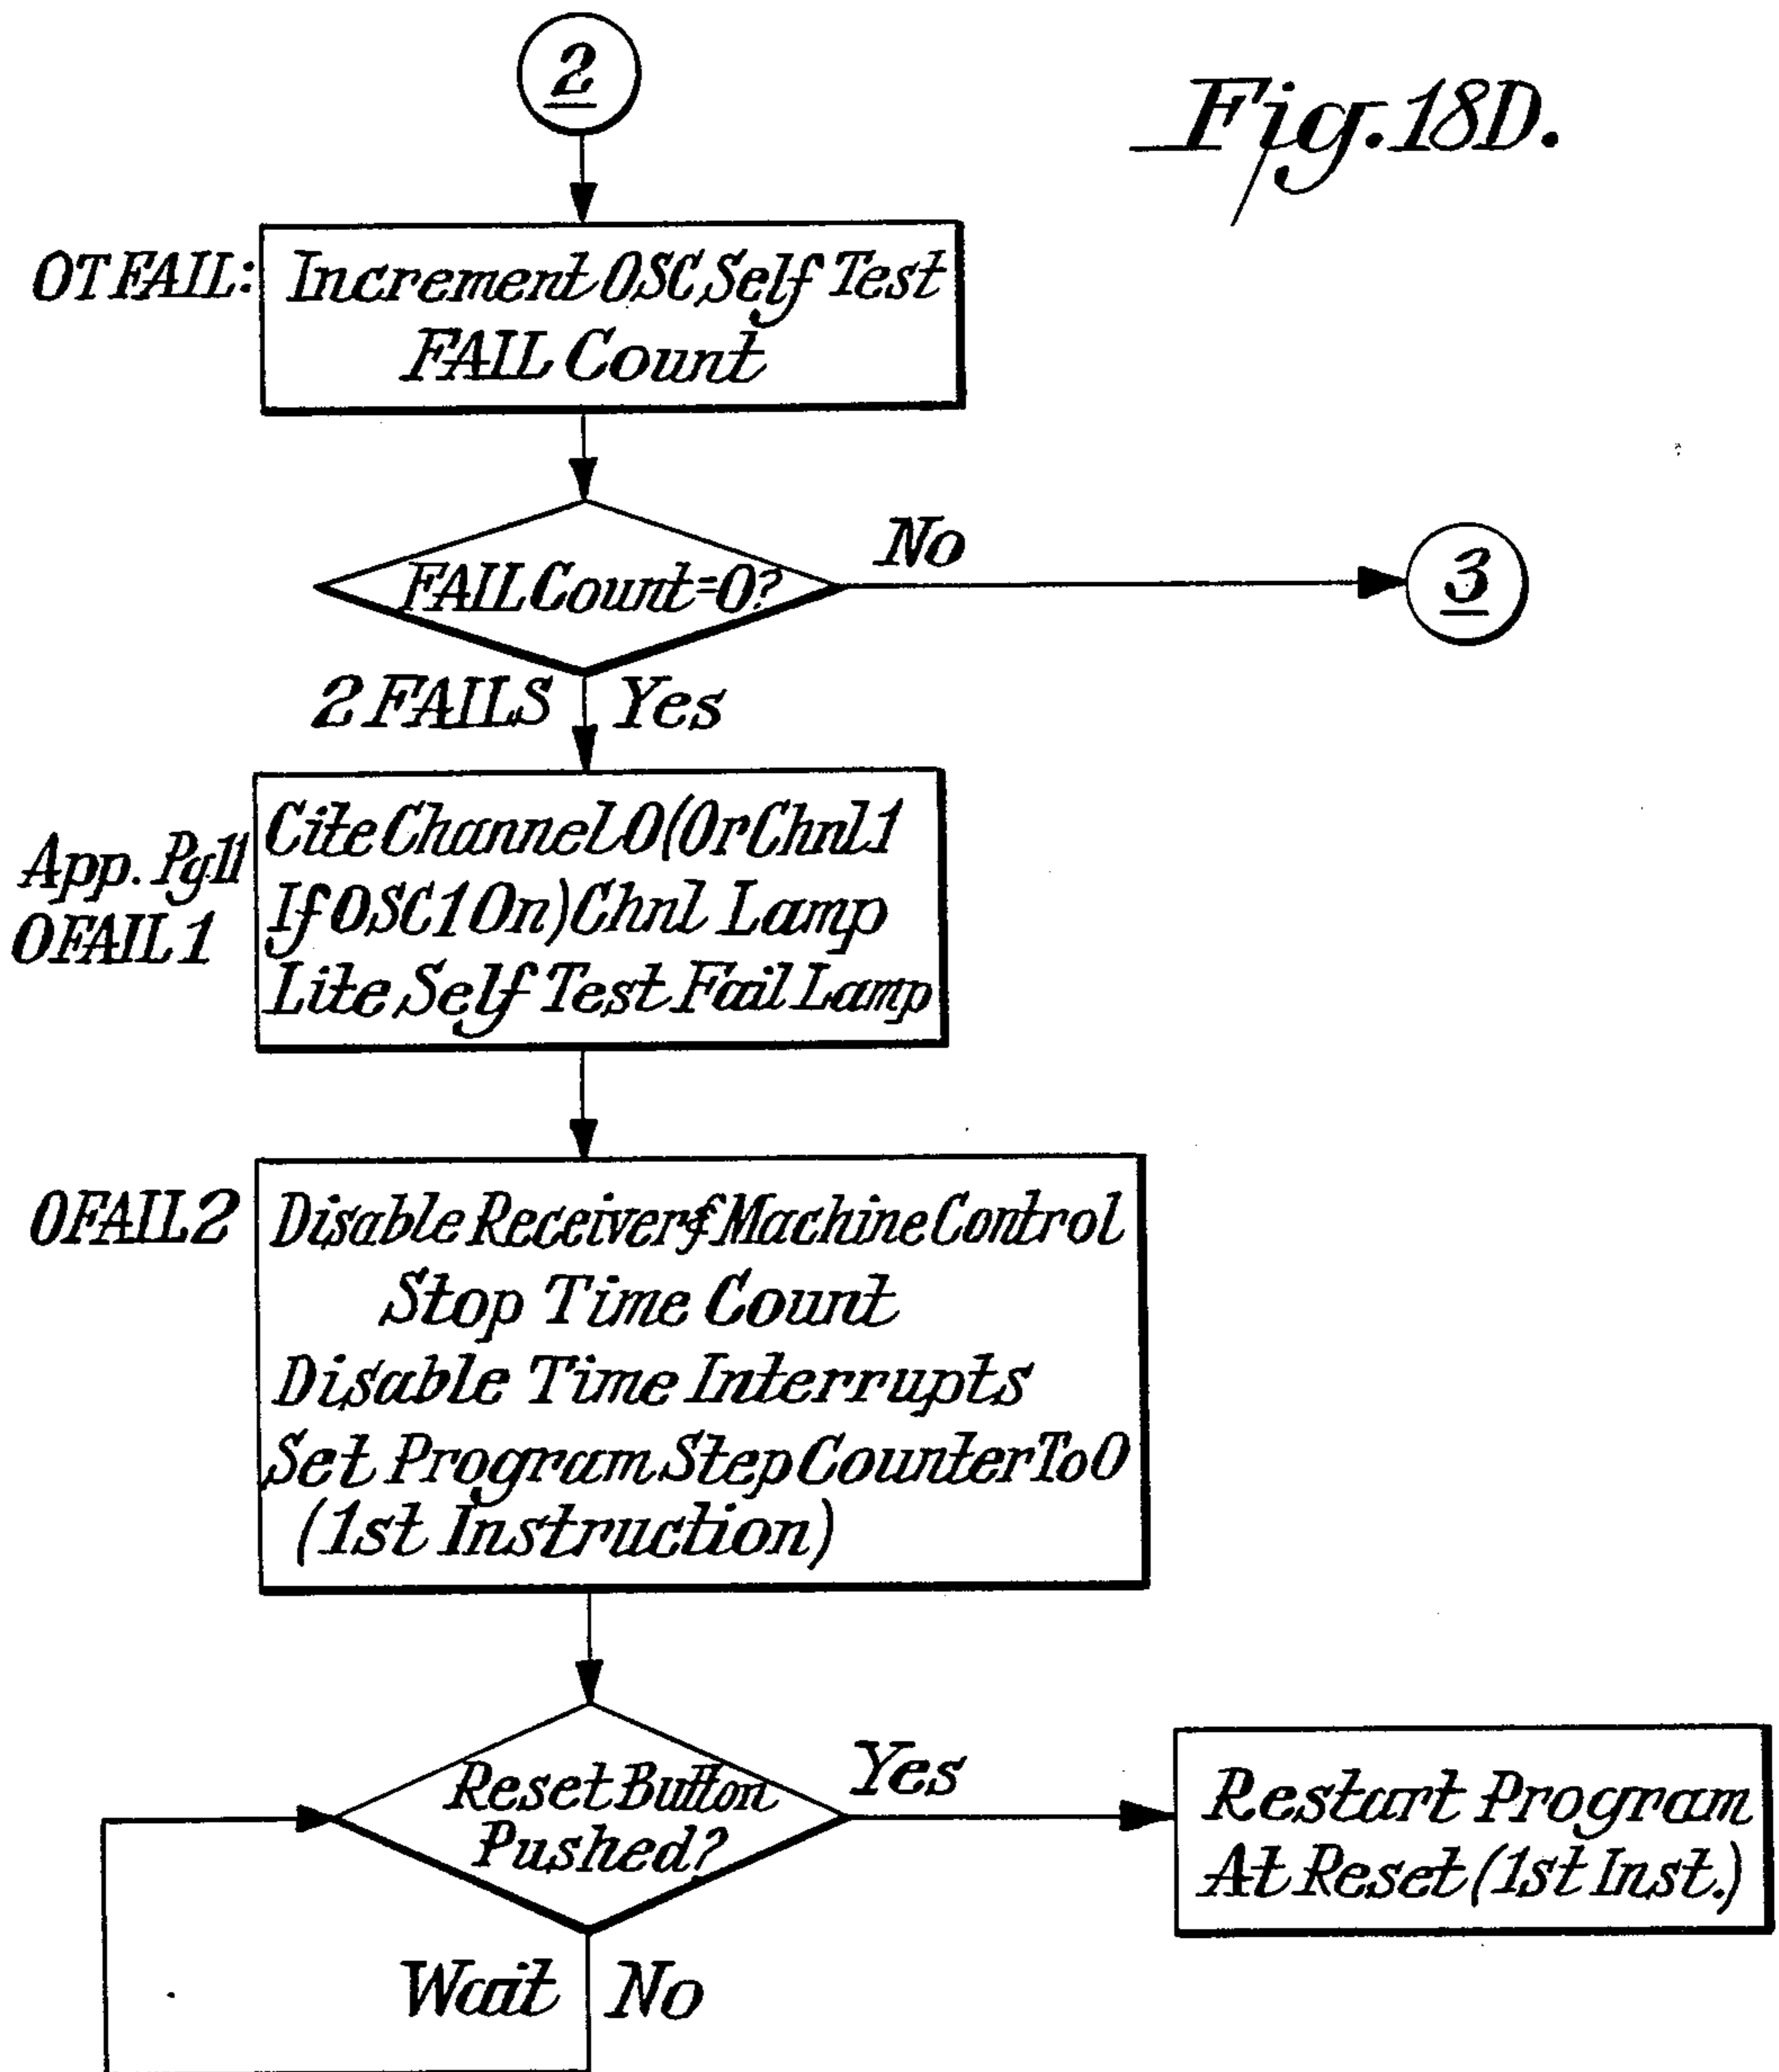 2
Fig. 18D.
OTFAIL:
Increment OSC Self Test
FAIL Count
FAIL Count=0?
No
3
2 FAILS
Yes
App. Pg 11
OFAIL 1
Cite Channel 0 (Or Chnl 1
If OSC 1 On) Chnl Lamp
Lite Self Test Fail Lamp
OFAIL 2
Disable Receiver & Machine Control
Stop Time Count
Disable Time Interrupts
Set Program Step Counter To 0
(1st Instruction)
Reset Button
Pushed?
Yes
Restart Program
At Reset (1st Inst.)
Wait
No